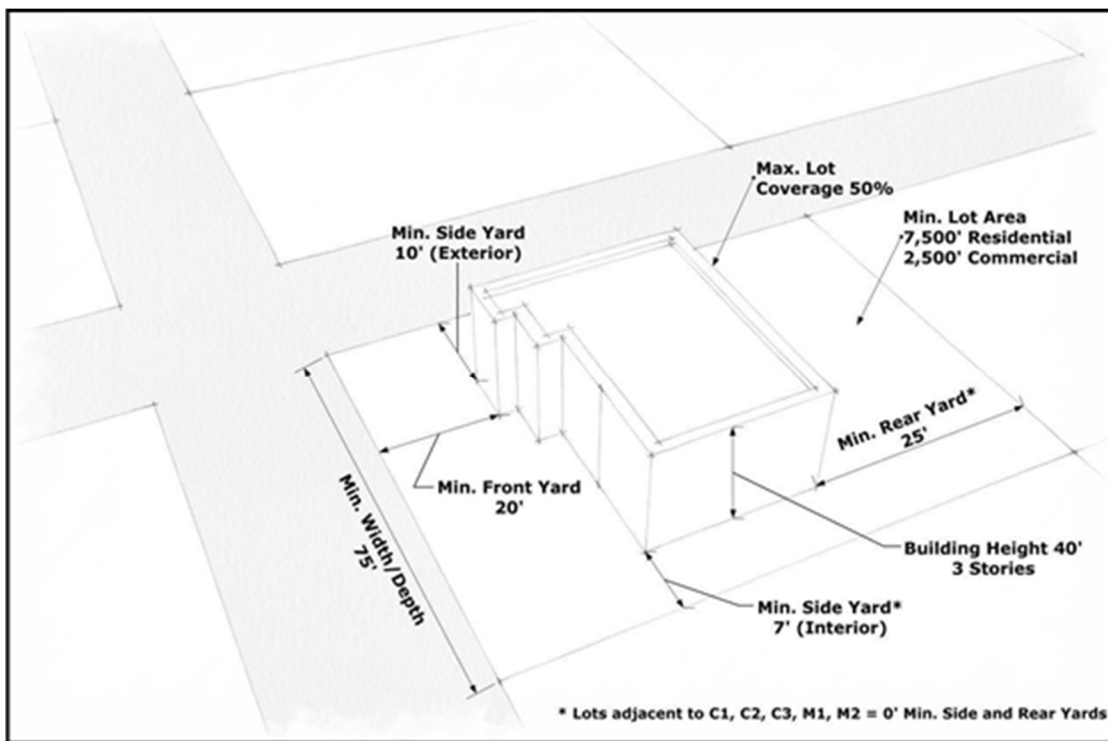 Max. Lot
Coverage 50%
Min. Lot Area
7,500' Residential
2,500' Commercial
Min. Side Yard
10' (Exterior)
Min. Rear Yard*
25'
Min. Front Yard
20'
Min. Width/Depth
75'
Building Height 40'
3 Stories
Min. Side Yard*
7' (Interior)
* Lots adjacent to C1, C2, C3, M1, M2 = 0' Min. Side and Rear Yards